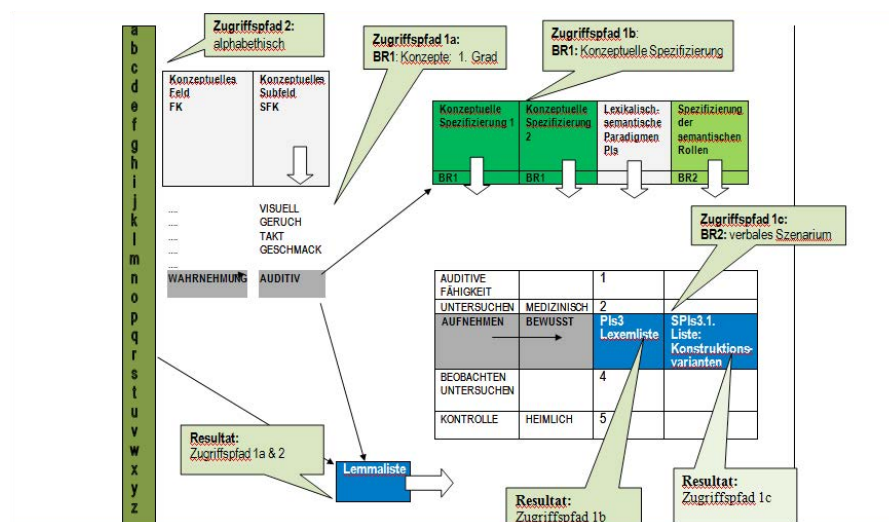 a
b
c
d
e
f
g
h
i
j
k
l
m
n
o
p
q
r
s
t
u
v
w
x
y
z
Zugriffspfad 2:
alphabethisch
Zugriffspfad 1a:
BR1: Konzepte: 1. Grad
Zugriffspfad 1b:
BR1: Konzeptuelle Spezifizierung
Konzeptuelles
Feld
FK
Konzeptuelles
Subfeld
SFK
Konzeptuelle
Spezifizierung 1
BR1
Konzeptuelle
Spezifizierung
2
BR1
Lexikalisch-
semantische
Paradigmen
Pls
Spezifizierung
der
semantischen
Rollen
BR2
....
....
....
....
....
WAHRNEHMUNG
VISUELL
GERUCH
TAKT
GESCHMACK
AUDITIV
Zugriffspfad 1c:
BR2: verbales Szenarium
AUDITIVE
FÄHIGKEIT
1
UNTERSUCHEN MEDIZINISCH 2
AUFNEHMEN BEWUSST
Pls3
Lexemliste
SPls3.1.
Liste:
Konstruktions-
varianten
BEOBACHTEN
UNTERSUCHEN
4
KONTROLLE HEIMLICH 5
Resultat:
Zugriffspfad 1a & 2
Lemmaliste
Resultat:
Zugriffspfad 1b
Resultat:
Zugriffspfad 1c